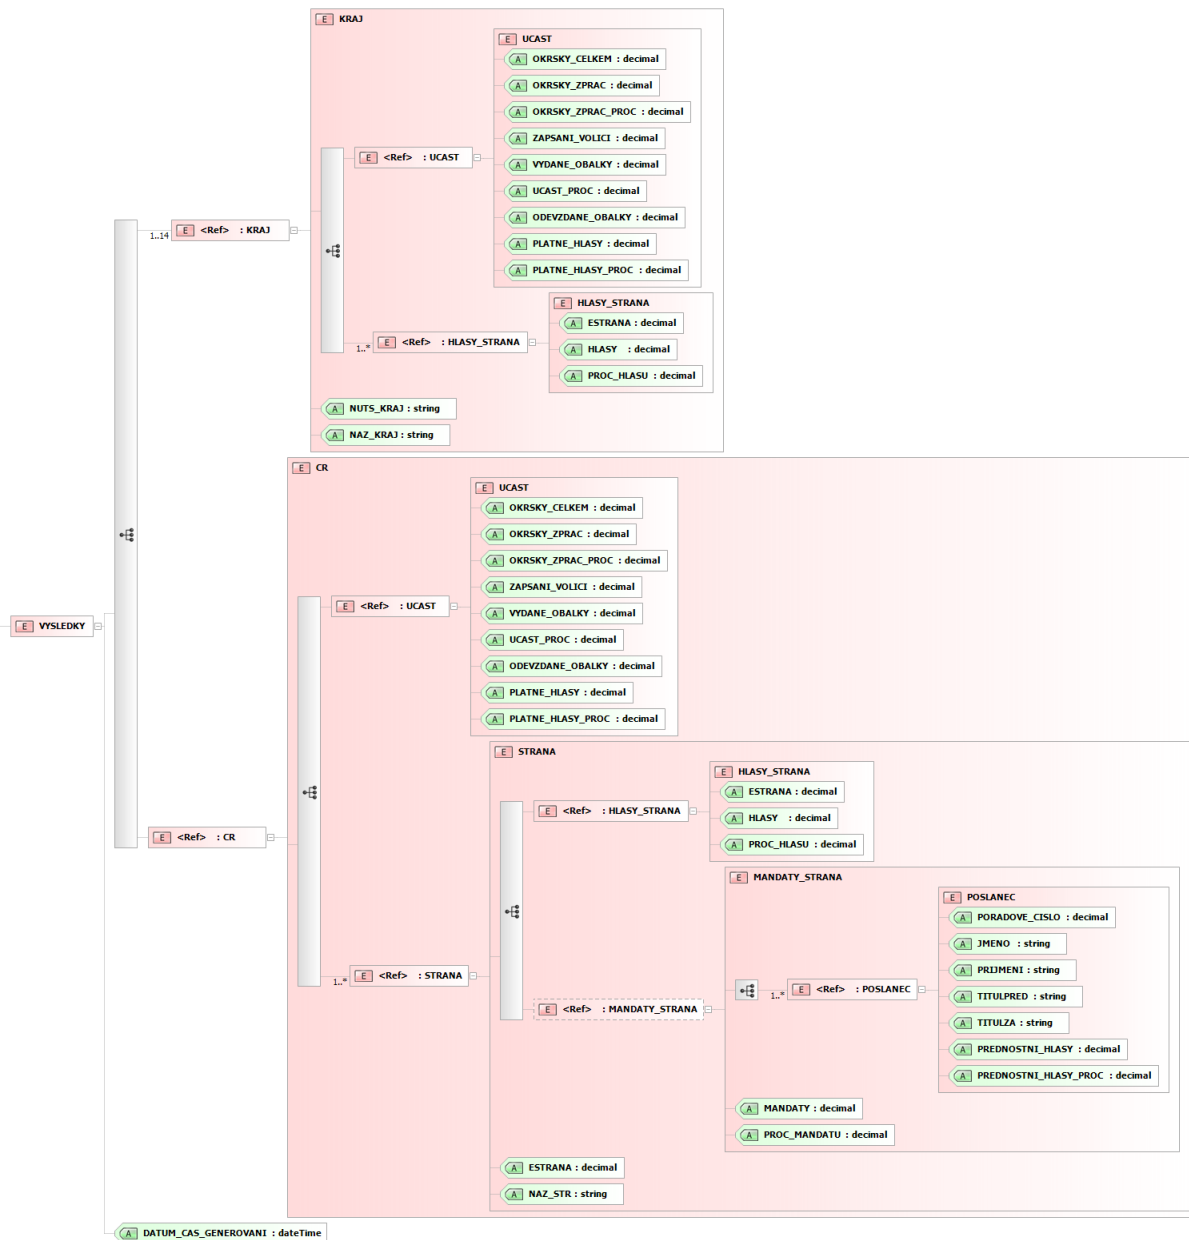 E KRAJ
E UCAST
A OKRSKY_CELKEM : decimal
A OKRSKY_ZPRAC : decimal
A OKRSKY_ZPRAC_PROC : decimal
A ZAPSANI_VOLICI : decimal
E <Ref> : UCAST
A VYDANE_OBALKY : decimal
A UCAST_PROC : decimal
A ODEVZDANE_OBALKY : decimal
1..14 E <Ref> : KRAJ
A PLATNE_HLASY : decimal
A PLATNE_HLASY_PROC : decimal
E HLASY_STRANA
A ESTRANA : decimal
1..* E <Ref> : HLASY_STRANA
A HLASY : decimal
A PROC_HLASU : decimal
A NUTS_KRAJ : string
A NAZ_KRAJ : string
E CR
E UCAST
A OKRSKY_CELKEM : decimal
A OKRSKY_ZPRAC : decimal
A OKRSKY_ZPRAC_PROC : decimal
A ZAPSANI_VOLICI : decimal
E <Ref> : UCAST
A VYDANE_OBALKY : decimal
E VYSLEDKY
A UCAST_PROC : decimal
A ODEVZDANE_OBALKY : decimal
A PLATNE_HLASY : decimal
A PLATNE_HLASY_PROC : decimal
E STRANA
E HLASY_STRANA
A ESTRANA : decimal
E <Ref> : HLASY_STRANA
A HLASY : decimal
E <Ref> : CR
A PROC_HLASU : decimal
E MANDATY_STRANA
E POSLANEC
A PORADOVE_CISLO : decimal
A JMENO : string
1..* E <Ref> : STRANA
A PRIJMENI : string
1..* E <Ref> : POSLANEC
A TITULPRED : string
E <Ref> : MANDATY_STRANA
A TITULZA : string
A PREDNOSTNI_HLASY : decimal
A PREDNOSTNI_HLASY_PROC : decimal
A MANDATY : decimal
A PROC_MANDATU : decimal
A ESTRANA : decimal
A NAZ_STR : string
A DATUM_CAS_GENEROVANI : dateTime